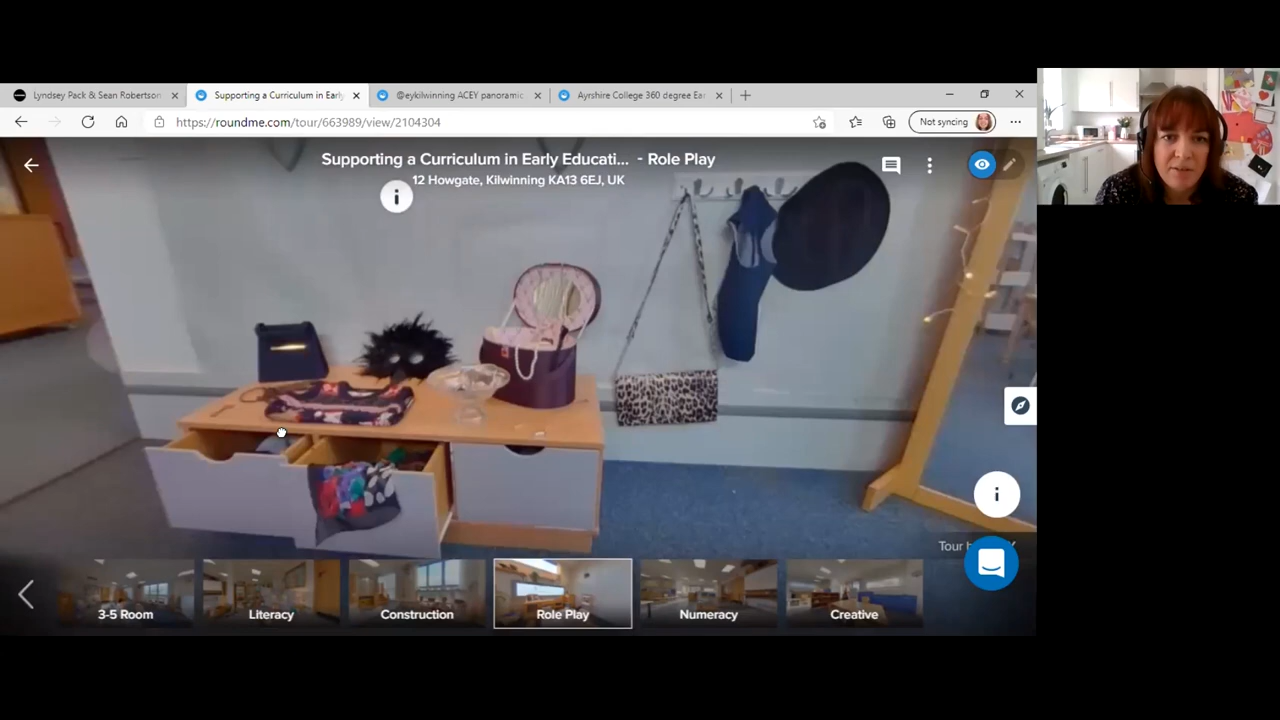 Lyndsey Pack & Sean Robertson
Supporting a Curriculum in Early
@eykilwinning ACEY panoramic
Ayrshire College 360 degree Ear
https://roundme.com/tour/663989/view/2104304
Not syncing
Supporting a Curriculum in Early Educati... - Role Play
12 Howgate, Kilwinning KA13 6EJ, UK
i
i
Tour
3-5 Room
Literacy
Construction
Role Play
Numeracy
Creative